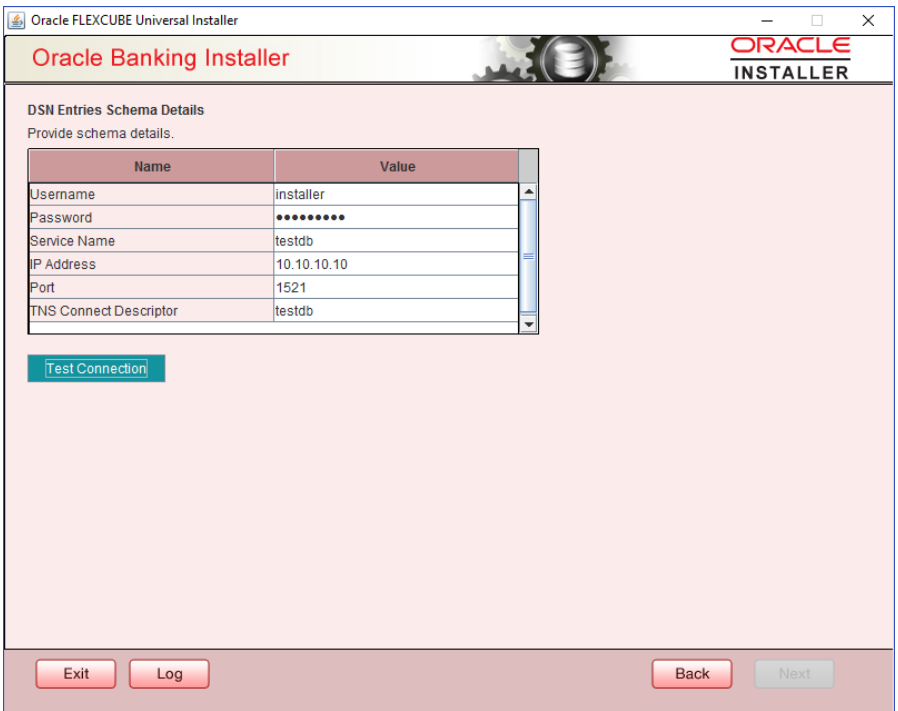 Oracle FLEXCUBE Universal Installer
Oracle Banking Installer
ORACLE
INSTALLER
DSN Entries Schema Details
Provide schema details.
Name Value
Username installer
Password •••••••••
Service Name testdb
IP Address 10.10.10.10
Port 1521
TNS Connect Descriptor testdb
Test Connection
Exit Log Back Next